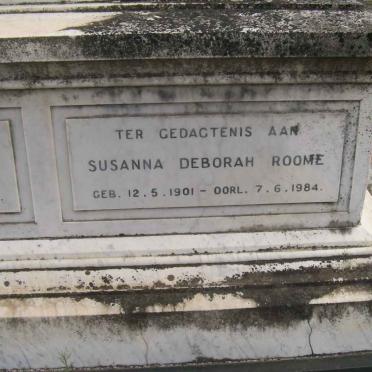 TER GEDAGTENIS AAN
SUSANNA DEBORAH ROOME
GEB. 12.5.1901 – OORL. 7.6.1984.